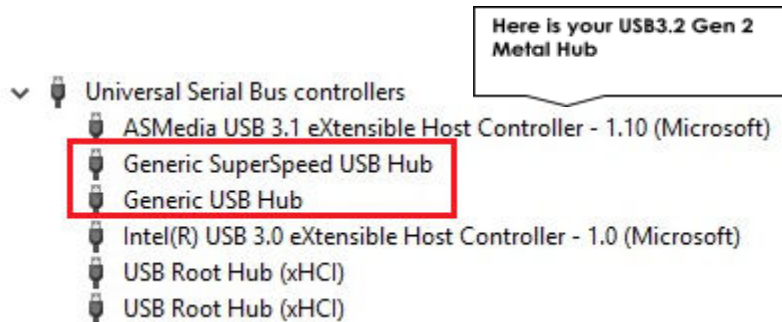 Here is your USB3.2 Gen 2
Metal Hub
Universal Serial Bus controllers
ASMedia USB 3.1 eXtensible Host Controller - 1.10 (Microsoft)
Generic SuperSpeed USB Hub
Generic USB Hub
Intel(R) USB 3.0 eXtensible Host Controller - 1.0 (Microsoft)
USB Root Hub (xHCI)
USB Root Hub (xHCI)